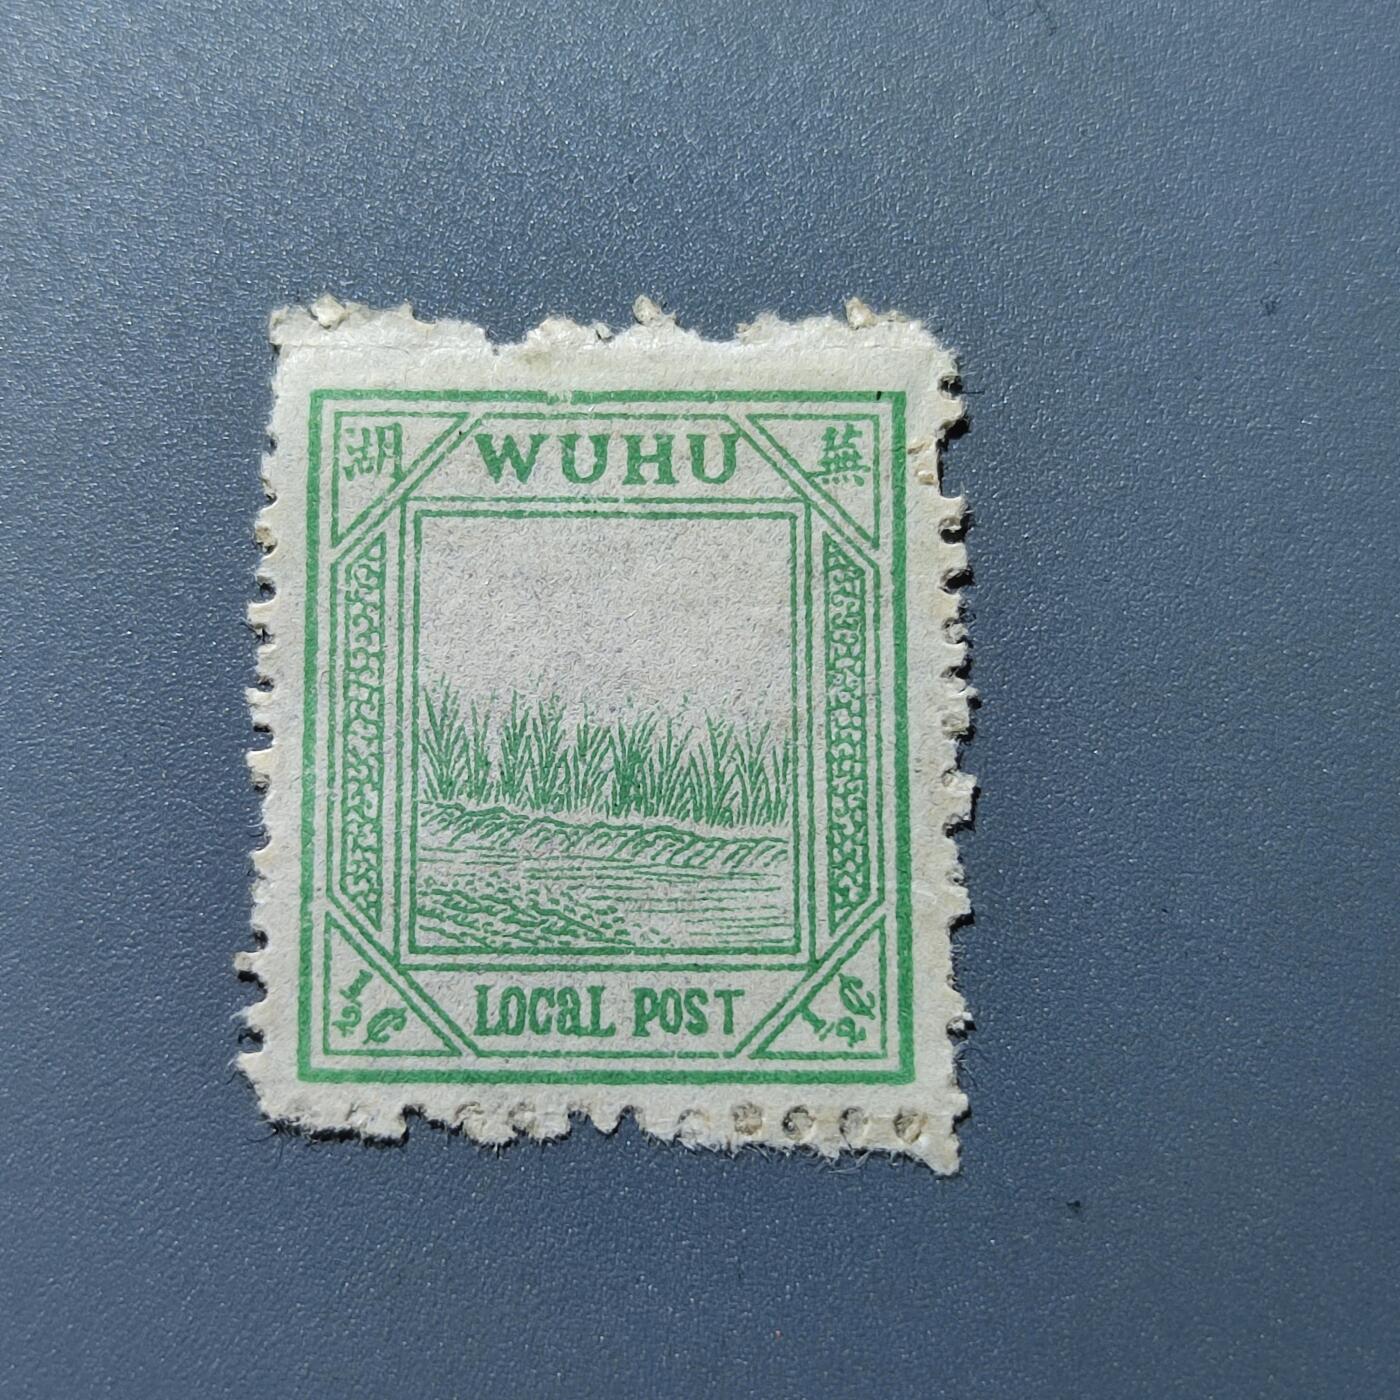 蕪湖
WUHU
LOCAL POST
½ ₵
½ ₵